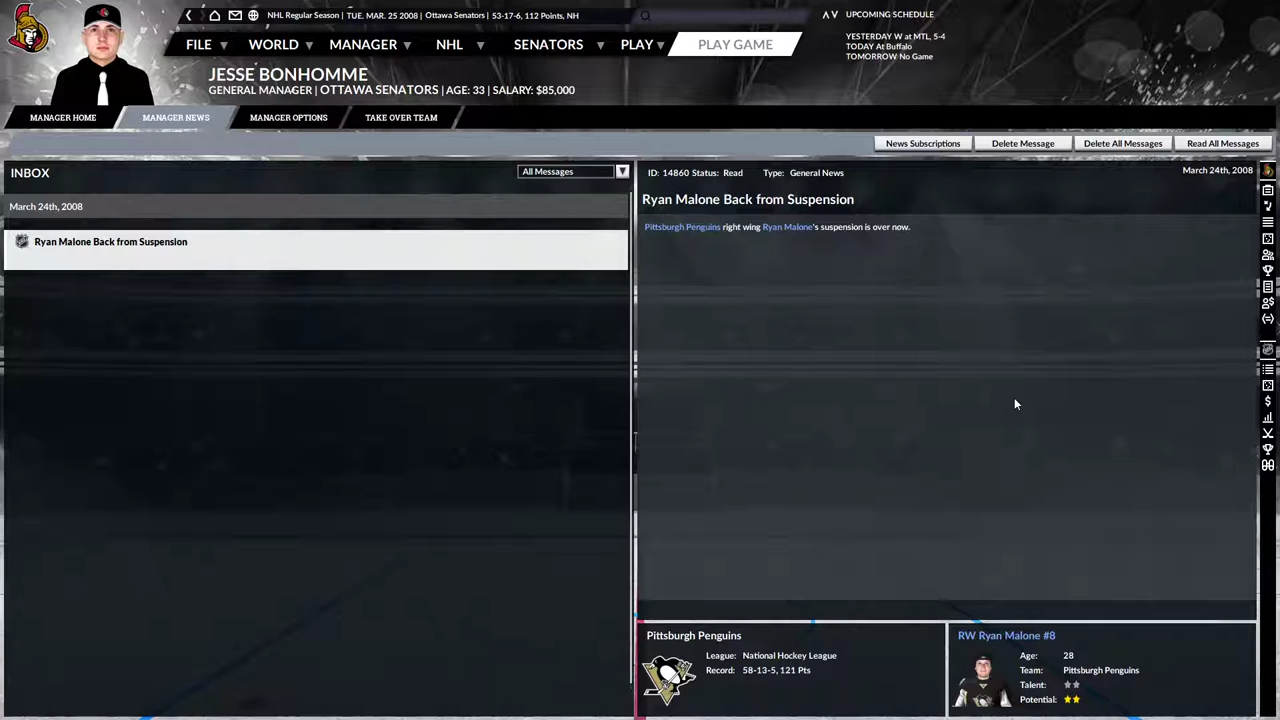 NHL Regular Season | TUE. MAR. 25 2008 | Ottawa Senators | 53-17-6, 112 Points, NH
UPCOMING SCHEDULE
YESTERDAY W at MTL, 5-4
TODAY At Buffalo
TOMORROW No Game
FILE WORLD MANAGER NHL SENATORS PLAY PLAY GAME
JESSE BONHOMME
GENERAL MANAGER | OTTAWA SENATORS | AGE: 33 | SALARY: $85,000
MANAGER HOME MANAGER NEWS MANAGER OPTIONS TAKE OVER TEAM
News Subscriptions Delete Message Delete All Messages Read All Messages
INBOX All Messages
March 24th, 2008
Ryan Malone Back from Suspension
ID: 14860 Status: Read Type: General News March 24th, 2008
Ryan Malone Back from Suspension
Pittsburgh Penguins right wing Ryan Malone's suspension is over now.
Pittsburgh Penguins
League: National Hockey League
Record: 58-13-5, 121 Pts
RW Ryan Malone #8
Age: 28
Team: Pittsburgh Penguins
Talent:
Potential: